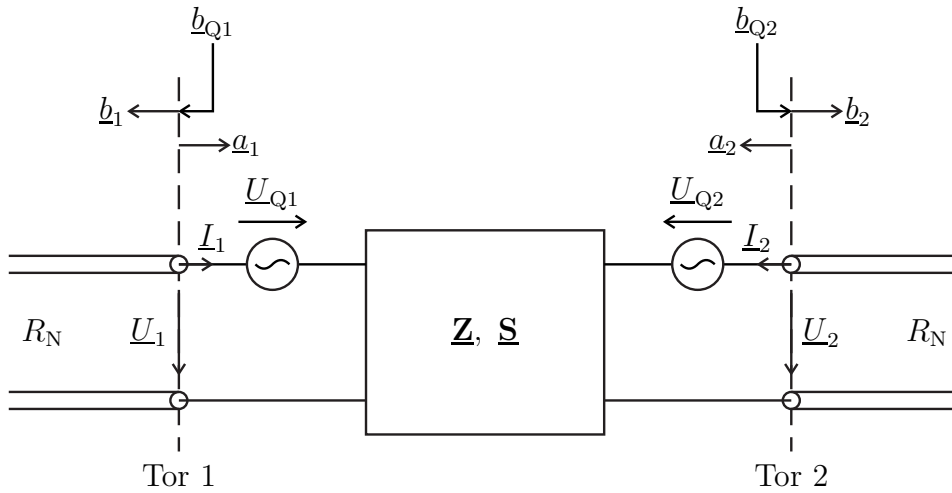 b_Q1
b_Q2
b_1
b_2
a_1
a_2
U_Q1
U_Q2
I_1
I_2
R_N
U_1
Z, S
U_2
R_N
Tor 1
Tor 2